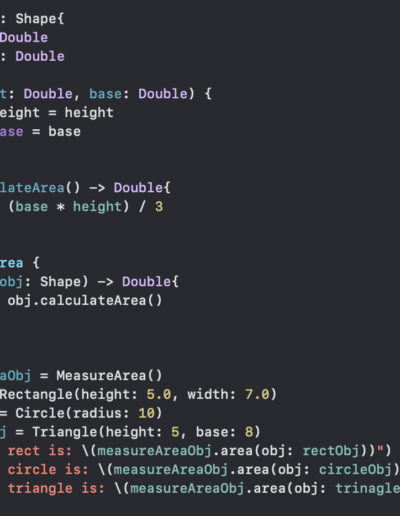 : Shape{
Double
: Double
t: Double, base: Double) {
eight = height
ase = base
lateArea() -> Double{
(base * height) / 3
rea {
obj: Shape) -> Double{
obj.calculateArea()
aObj = MeasureArea()
Rectangle(height: 5.0, width: 7.0)
= Circle(radius: 10)
j = Triangle(height: 5, base: 8)
rect is: \(measureAreaObj.area(obj: rectObj))")
circle is: \(measureAreaObj.area(obj: circleObj)
triangle is: \(measureAreaObj.area(obj: trinagle